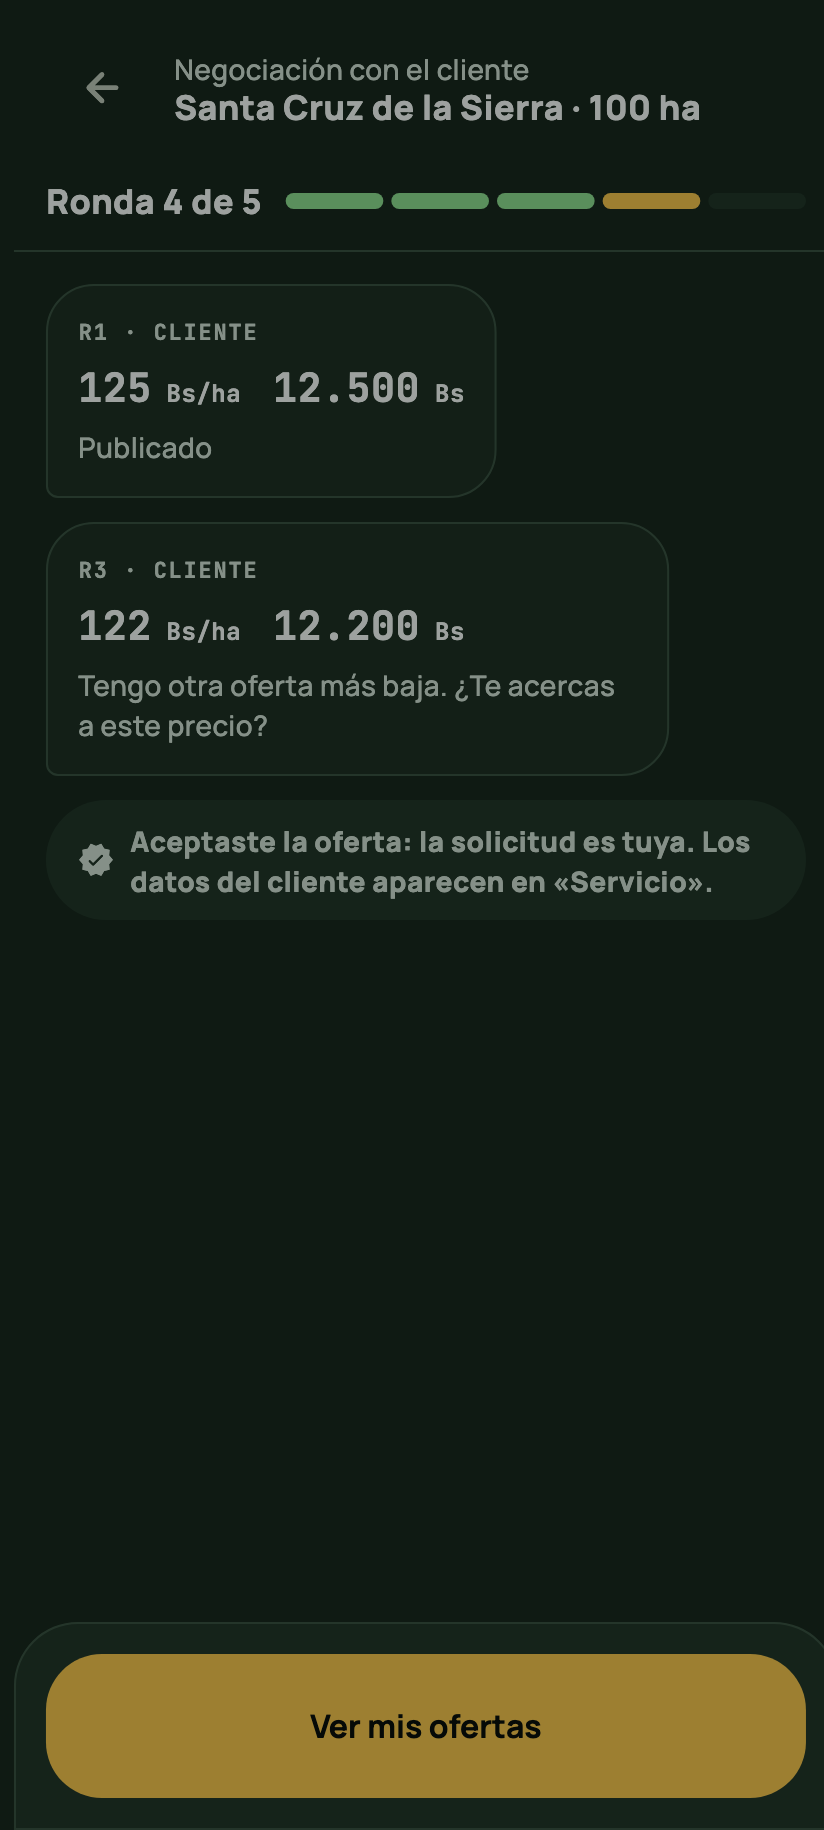 Negociación con el cliente
Santa Cruz de la Sierra · 100 ha
Ronda 4 de 5
R1 · CLIENTE
125 Bs/ha 12.500 Bs
Publicado
R3 · CLIENTE
122 Bs/ha 12.200 Bs
Tengo otra oferta más baja. ¿Te acercas
a este precio?
Aceptaste la oferta: la solicitud es tuya. Los
datos del cliente aparecen en «Servicio».
Ver mis ofertas